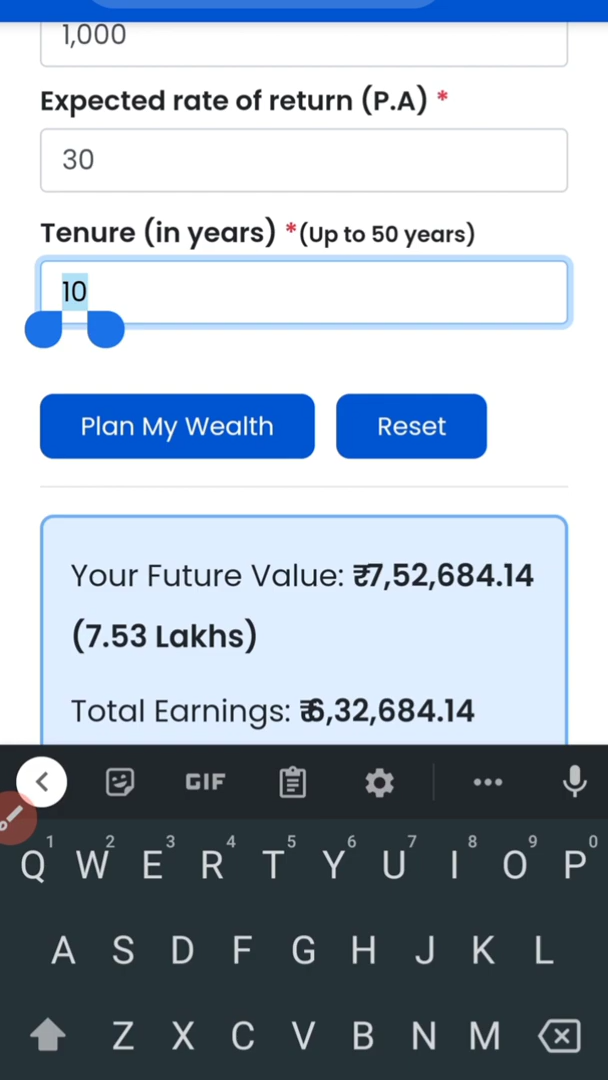 1,000
Expected rate of return (P.A) *
30
Tenure (in years) *(Up to 50 years)
10
Plan My Wealth
Reset
Your Future Value: ₹7,52,684.14
(7.53 Lakhs)
Total Earnings: ₹6,32,684.14
GIF
1 2 3 4 5 6 7 8 9 0
Q W E R T Y U I O P
A S D F G H J K L
Z X C V B N M